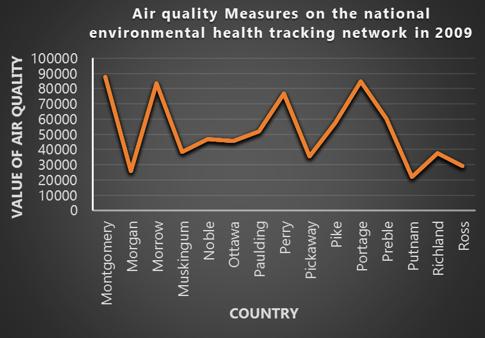 Air quality Measures on the national
environmental health tracking network in 2009
VALUE OF AIR QUALITY
100000
90000
80000
70000
60000
50000
40000
30000
20000
10000
0
Montgomery
Morgan
Morrow
Muskingum
Noble
Ottawa
Paulding
Perry
Pickaway
Pike
Portage
Preble
Putnam
Richland
Ross
COUNTRY